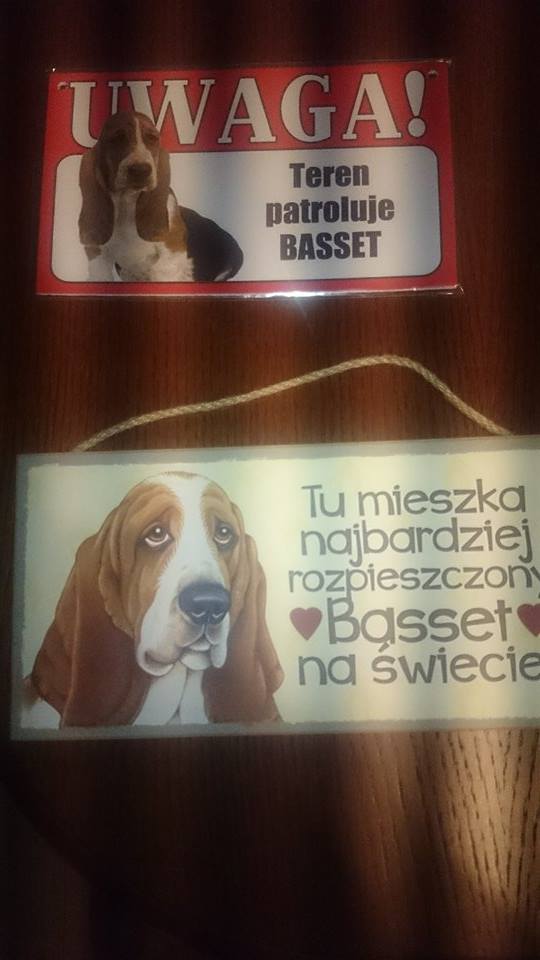 UWAGA!
Teren
patroluje
BASSET
Tu mieszka
najbardziej
rozpieszczony
Basset
na świecie